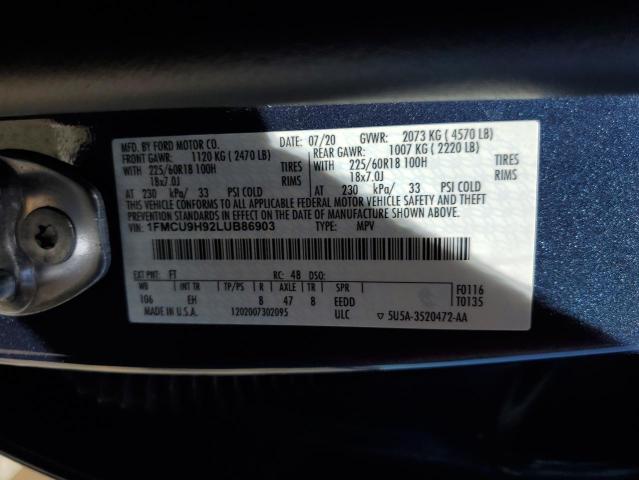 MFD. BY FORD MOTOR CO. DATE: 07/20 GVWR: 2073 KG ( 4570 LB)
FRONT GAWR: 1120 KG ( 2470 LB) REAR GAWR: 1007 KG ( 2220 LB)
WITH 225/60R18 100H TIRES WITH 225/60R18 100H TIRES
18x7.0J RIMS 18x7.0J RIMS
AT 230 kPa/ 33 PSI COLD AT 230 kPa/ 33 PSI COLD
THIS VEHICLE CONFORMS TO ALL APPLICABLE FEDERAL MOTOR VEHICLE SAFETY AND THEFT
PREVENTION STANDARDS IN EFFECT ON THE DATE OF MANUFACTURE SHOWN ABOVE.
VIN: 1FMCU9H92LUB86903 TYPE: MPV
EXT PNT: FT RC: 48 DSO:
WB INT TR TP/PS R AXLE TR SPR F0116
106 EH 8 47 8 EEDD T0135
MADE IN U.S.A. 1202007302095 ULC ▽ 5U5A-3520472-AA